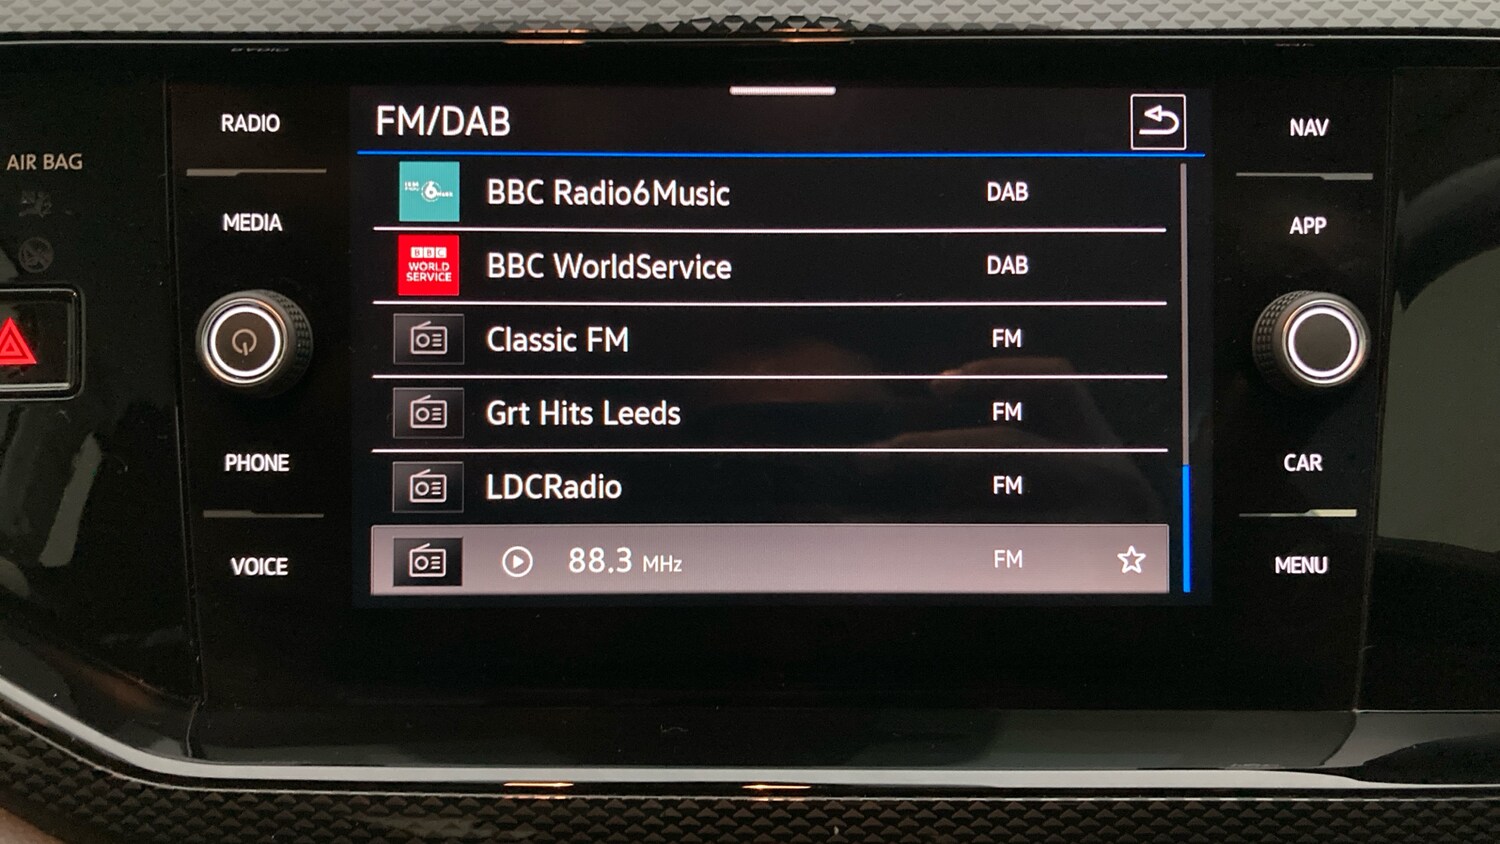 AIR BAG
RADIO
MEDIA
PHONE
VOICE
FM/DAB
6
BBC Radio6Music DAB
BBC
WORLD
SERVICE
BBC WorldService DAB
Classic FM FM
Grt Hits Leeds FM
LDCRadio FM
88.3 MHz FM
NAV
APP
CAR
MENU